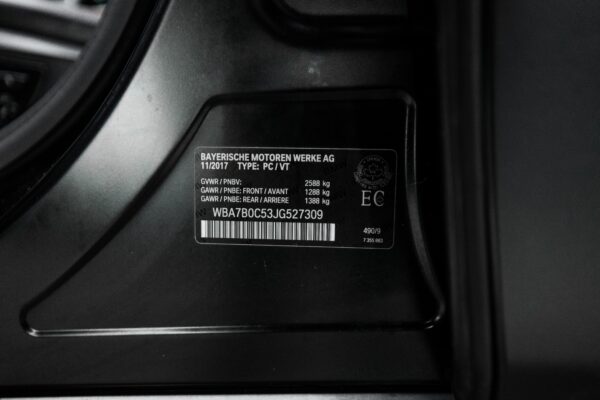 BAYERISCHE MOTOREN WERKE AG
11/2017 TYPE: PC / VT
GVWR / PNBV: 2588 kg
GAWR / PNBE: FRONT / AVANT 1288 kg
GAWR / PNBE: REAR / ARRIERE 1388 kg
EC
WBA7B0C53JG527309
490/9